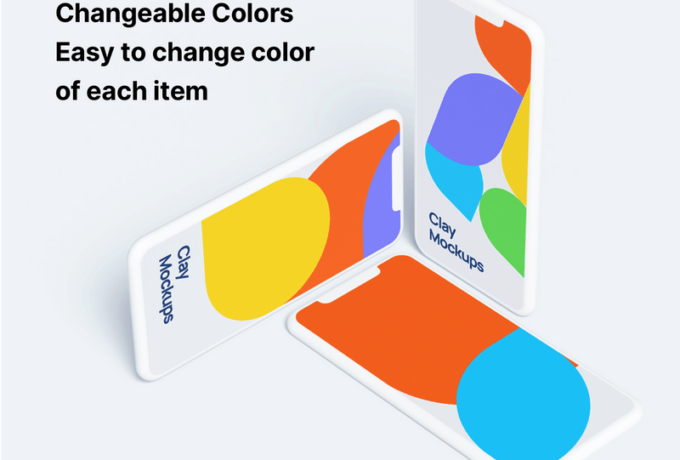 Changeable Colors
Easy to change color
of each item
Clay
Mockups
Clay
Mockups